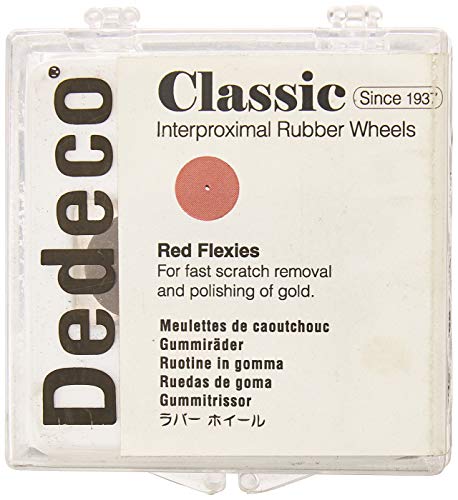 Dedeco®
Classic Since 1937
Interproximal Rubber Wheels
Red Flexies
For fast scratch removal
and polishing of gold.
Meulettes de caoutchouc
Gummiräder
Ruotine in gomma
Ruedas de goma
Gummitrissor
ラバー ホイール